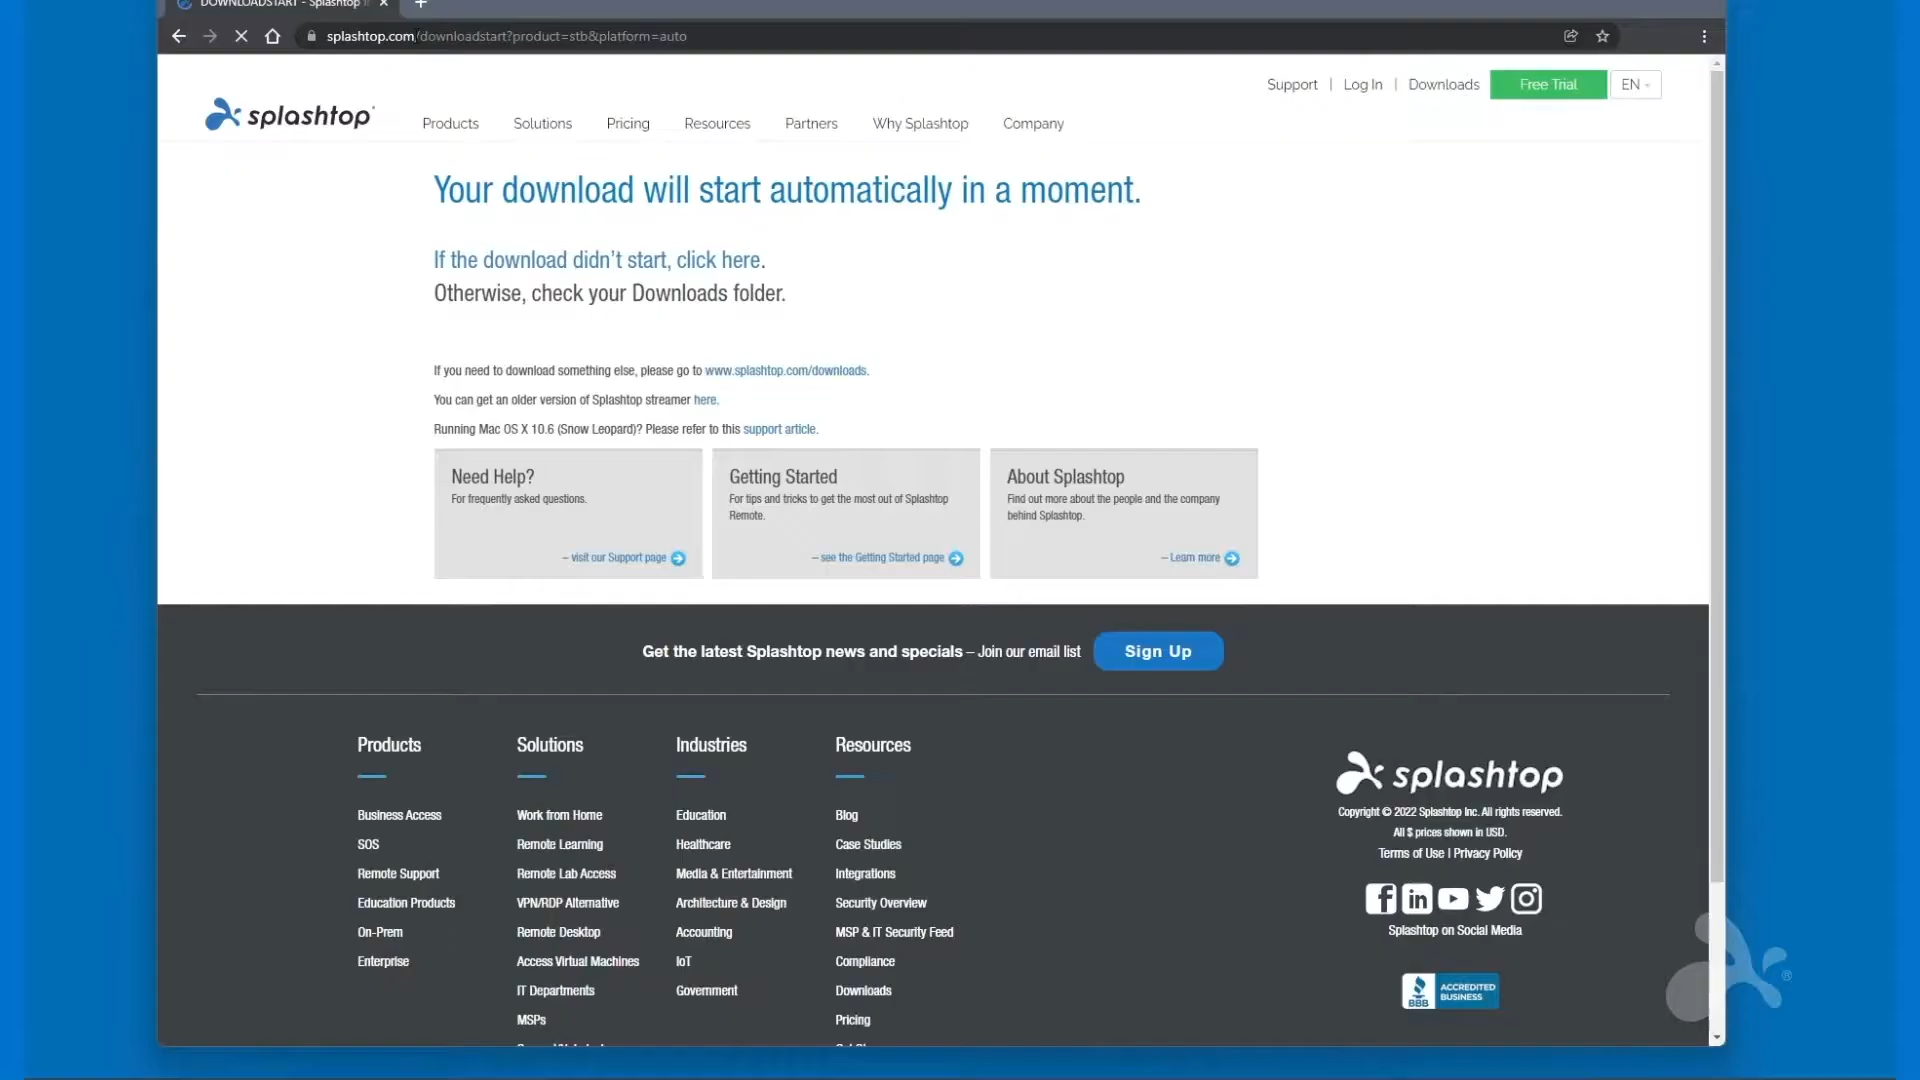 DOWNLOADSTART - Splashtop
splashtop.com/downloadstart?product=stb&platform=auto
Support | Log In | Downloads Free Trial EN
splashtop
Products Solutions Pricing Resources Partners Why Splashtop Company
Your download will start automatically in a moment.
If the download didn’t start, click here.
Otherwise, check your Downloads folder.
If you need to download something else, please go to www.splashtop.com/downloads.
You can get an older version of Splashtop streamer here.
Running Mac OS X 10.6 (Snow Leopard)? Please refer to this support article.
Need Help?
For frequently asked questions.
– visit our Support page
Getting Started
For tips and tricks to get the most out of Splashtop
Remote.
– see the Getting Started page
About Splashtop
Find out more about the people and the company
behind Splashtop.
– Learn more
Get the latest Splashtop news and specials – Join our email list Sign Up
Products
Business Access
SOS
Remote Support
Education Products
On-Prem
Enterprise
Solutions
Work from Home
Remote Learning
Remote Lab Access
VPN/RDP Alternative
Remote Desktop
Access Virtual Machines
IT Departments
MSPs
Industries
Education
Healthcare
Media & Entertainment
Architecture & Design
Accounting
IoT
Government
Resources
Blog
Case Studies
Integrations
Security Overview
MSP & IT Security Feed
Compliance
Downloads
Pricing
splashtop
Copyright © 2022 Splashtop Inc. All rights reserved.
All $ prices shown in USD.
Terms of Use | Privacy Policy
Splashtop on Social Media
BBB ACCREDITED
BUSINESS
®